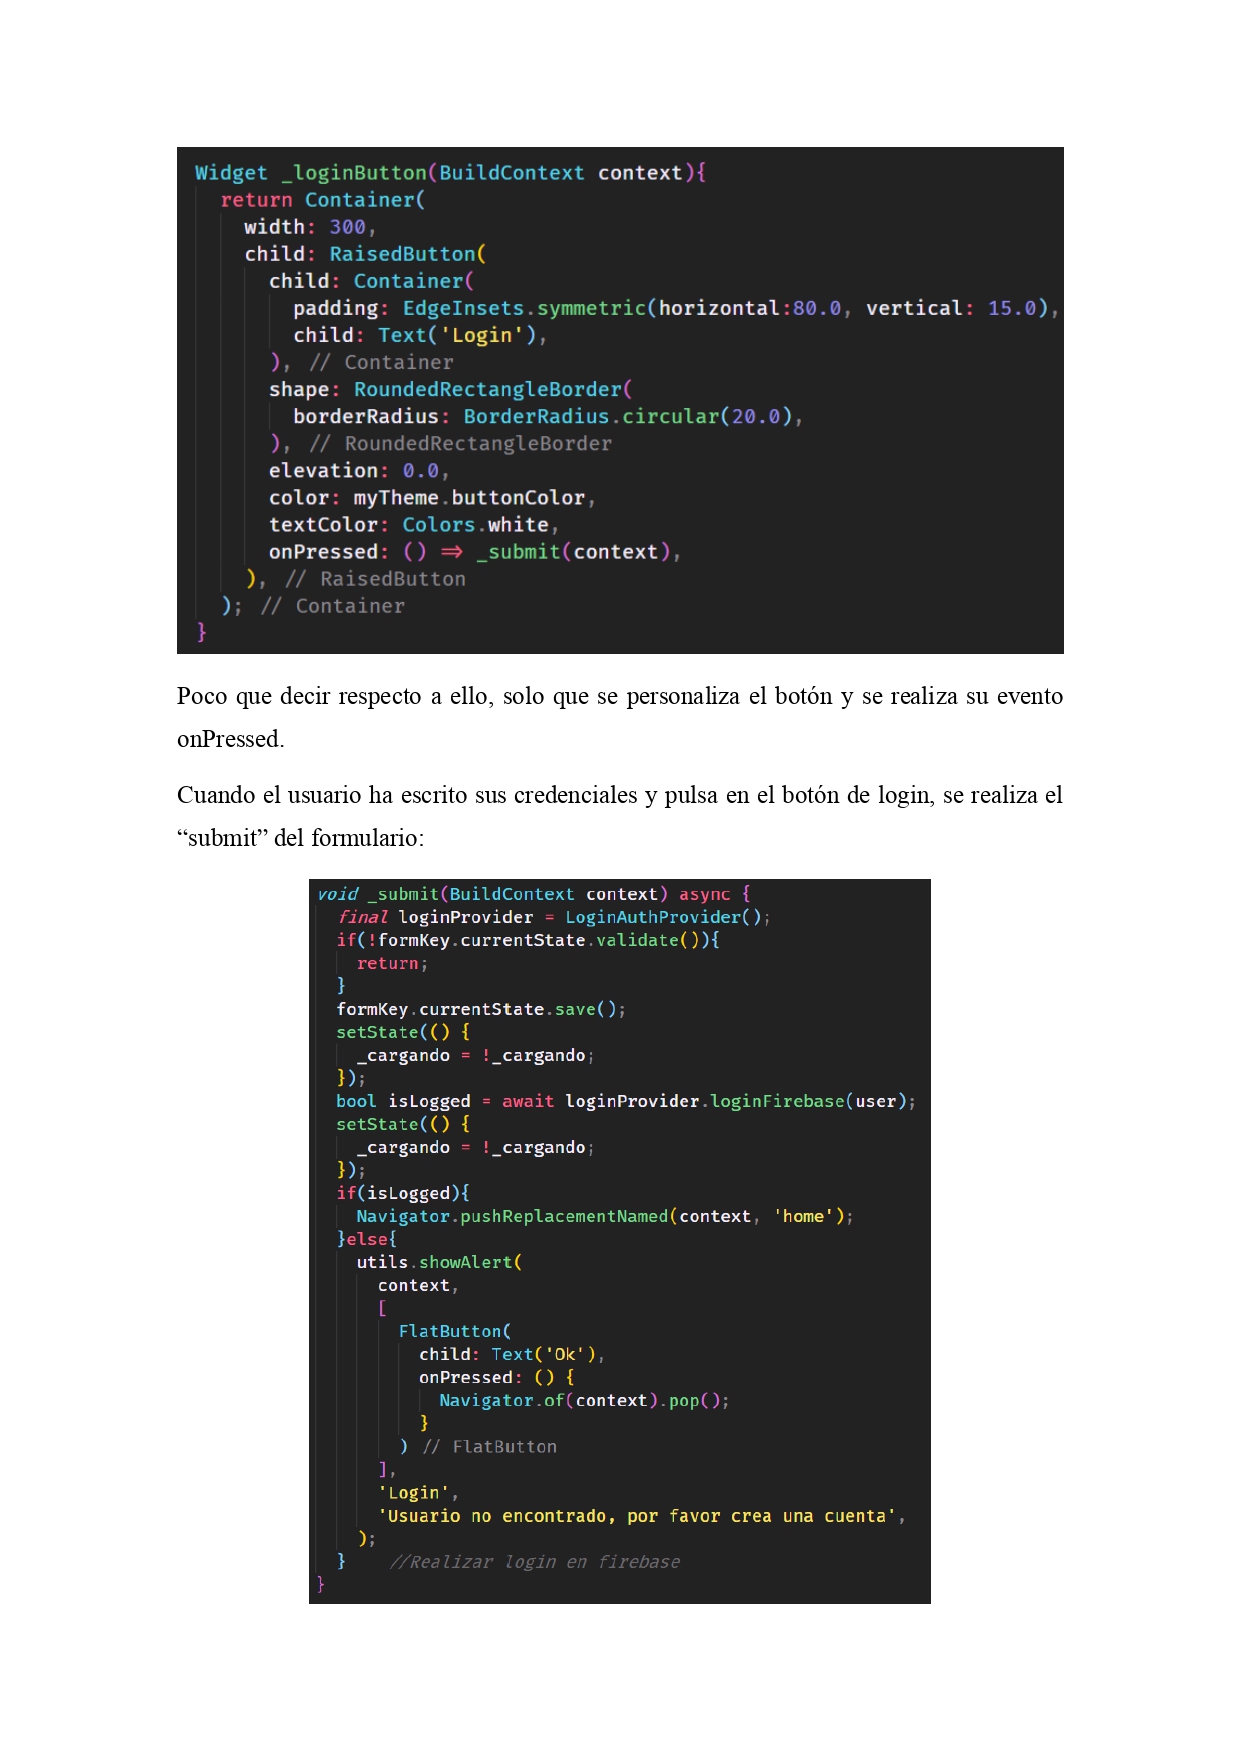 Widget _loginButton(BuildContext context){
return Container(
width: 300,
child: RaisedButton(
child: Container(
padding: EdgeInsets.symmetric(horizontal:80.0, vertical: 15.0),
child: Text('Login'),
), // Container
shape: RoundedRectangleBorder(
borderRadius: BorderRadius.circular(20.0),
), // RoundedRectangleBorder
elevation: 0.0,
color: myTheme.buttonColor,
textColor: Colors.white,
onPressed: () => _submit(context),
), // RaisedButton
); // Container
}
Poco que decir respecto a ello, solo que se personaliza el botón y se realiza su evento
onPressed.
Cuando el usuario ha escrito sus credenciales y pulsa en el botón de login, se realiza el
“submit” del formulario:
void _submit(BuildContext context) async {
final loginProvider = LoginAuthProvider();
if(!formKey.currentState.validate()){
return;
}
formKey.currentState.save();
setState(() {
_cargando = !_cargando;
});
bool isLogged = await loginProvider.loginFirebase(user);
setState(() {
_cargando = !_cargando;
});
if(isLogged){
Navigator.pushReplacementNamed(context, 'home');
}else{
utils.showAlert(
context,
[
FlatButton(
child: Text('Ok'),
onPressed: () {
Navigator.of(context).pop();
}
) // FlatButton
],
'Login',
'Usuario no encontrado, por favor crea una cuenta',
);
} //Realizar login en firebase
}